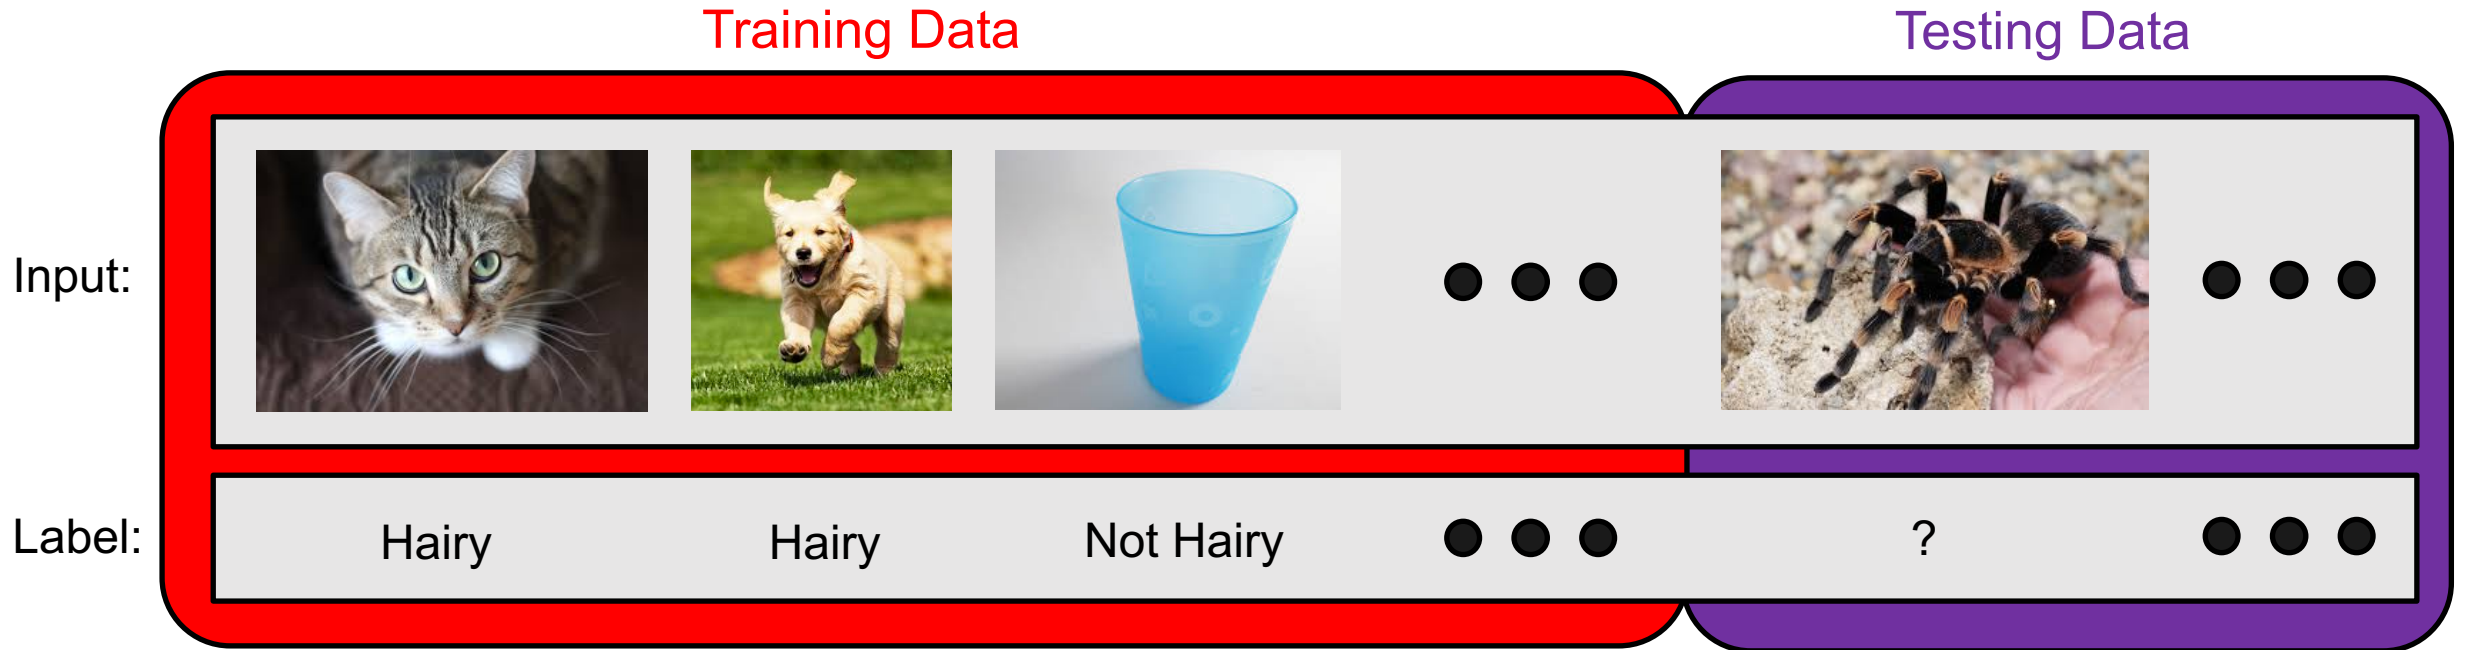 Training Data
Testing Data
Input:
Label:
Hairy
Hairy
Not Hairy
?